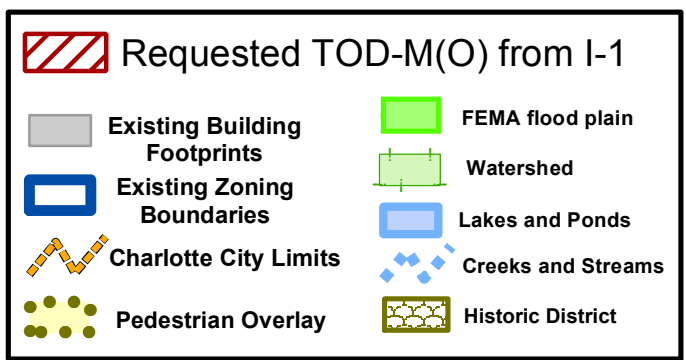 Requested TOD-M(O) from I-1
Existing Building
Footprints
Existing Zoning
Boundaries
Charlotte City Limits
Pedestrian Overlay
FEMA flood plain
Watershed
Lakes and Ponds
Creeks and Streams
Historic District